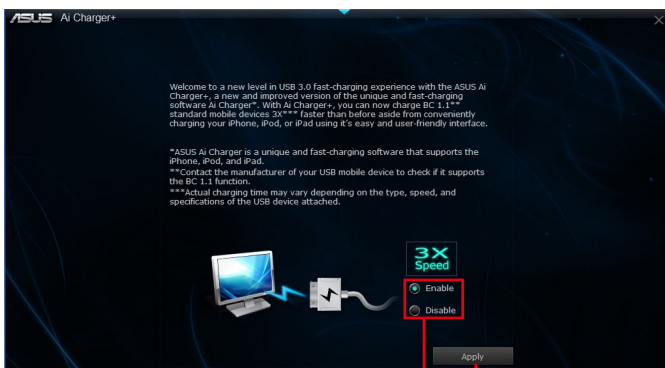 ASUS Ai Charger+
Welcome to a new level in USB 3.0 fast-charging experience with the ASUS Ai
Charger+, a new and improved version of the unique and fast-charging
software Ai Charger*. With Ai Charger+, you can now charge BC 1.1**
standard mobile devices 3X*** faster than before aside from conveniently
charging your iPhone, iPod, or iPad using it's easy and user-friendly interface.
*ASUS Ai Charger is a unique and fast-charging software that supports the
iPhone, iPod, and iPad.
**Contact the manufacturer of your USB mobile device to check if it supports
the BC 1.1 function.
***Actual charging time may vary depending on the type, speed, and
specifications of the USB device attached.
3X
Speed
Enable
Disable
Apply